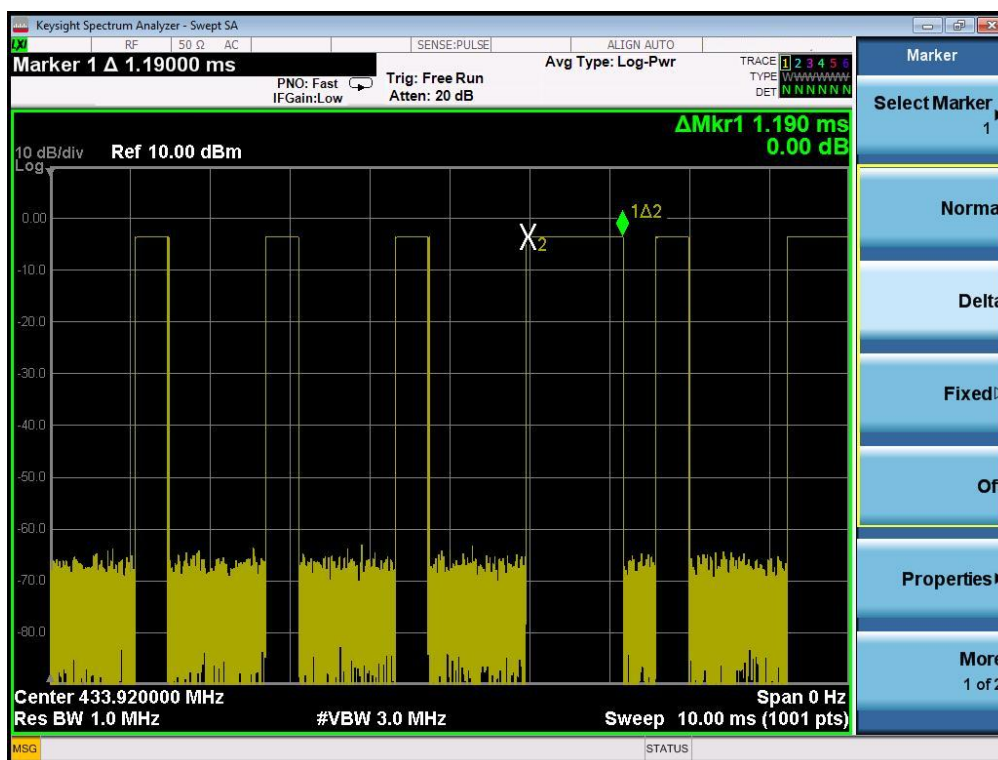 Keysight Spectrum Analyzer - Swept SA
LXI RF 50 Ω AC SENSE:PULSE ALIGN AUTO
Marker 1 Δ 1.19000 ms
PNO: Fast
IFGain:Low
Trig: Free Run
Atten: 20 dB
Avg Type: Log-Pwr
TRACE 1 2 3 4 5 6
TYPE WWWWWW
DET N N N N N N
ΔMkr1 1.190 ms
0.00 dB
10 dB/div
Log
Ref 10.00 dBm
1Δ2
2
0.00
-10.0
-20.0
-30.0
-40.0
-50.0
-60.0
-70.0
-80.0
Center 433.920000 MHz
Span 0 Hz
Res BW 1.0 MHz
#VBW 3.0 MHz
Sweep 10.00 ms (1001 pts)
MSG
STATUS
Marker
Select Marker
1
Norma
Delta
Fixed
Of
Properties
More
1 of 2